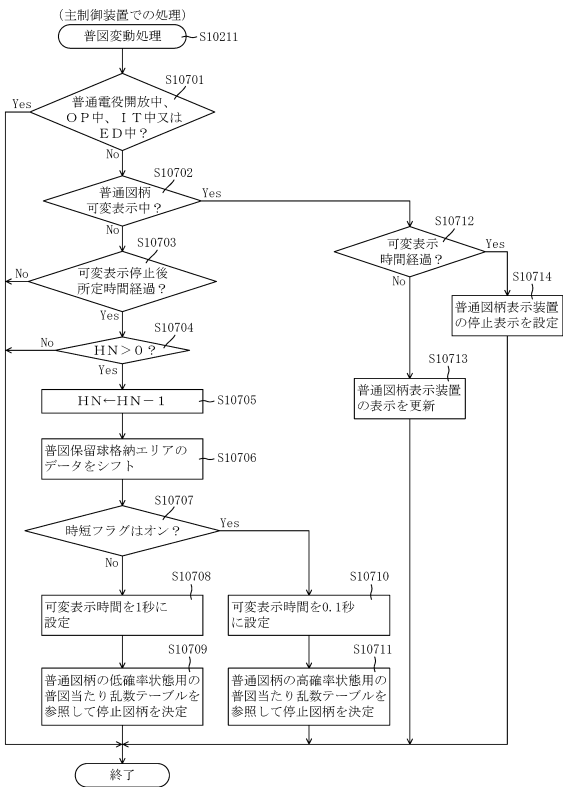 (主制御装置での処理)
普図変動処理
S10211
S10701
Yes
普通電役開放中、
OP中、IT中又は
ED中?
No
S10702
普通図柄
可変表示中?
Yes
No
S10712
可変表示
時間経過?
Yes
No
S10703
可変表示停止後
所定時間経過?
No
Yes
S10714
普通図柄表示装置
の停止表示を設定
S10704
HN>0?
No
Yes
S10713
普通図柄表示装置
の表示を更新
HN←HN-1
S10705
普図保留球格納エリアの
データをシフト
S10706
S10707
時短フラグはオン?
Yes
No
S10708
可変表示時間を1秒に
設定
S10710
可変表示時間を0.1秒
に設定
S10709
普通図柄の低確率状態用の
普図当たり乱数テーブルを
参照して停止図柄を決定
S10711
普通図柄の高確率状態用の
普図当たり乱数テーブルを
参照して停止図柄を決定
終了